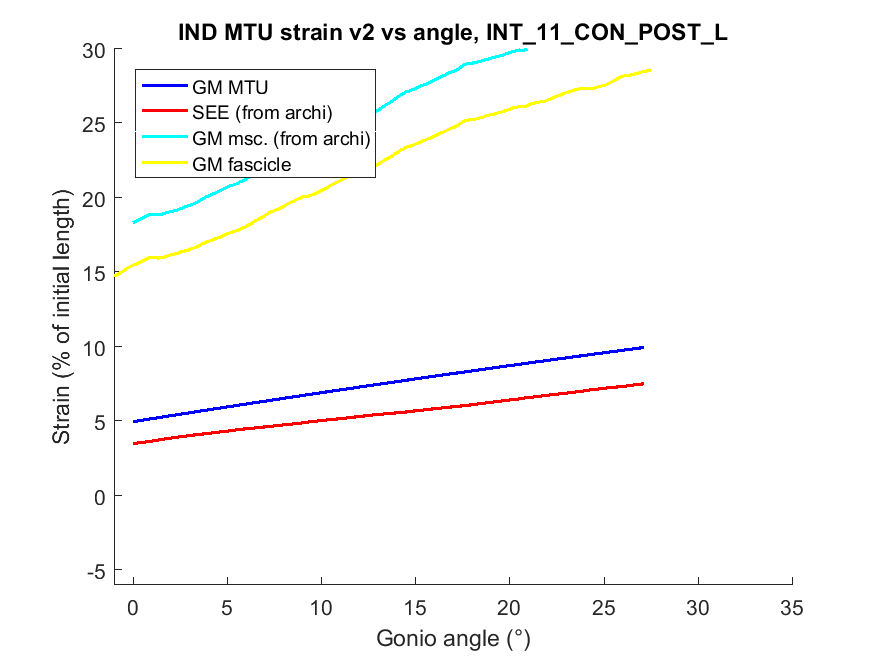 IND MTU strain v2 vs angle, INT_11_CON_POST_L
30
25
20
15
10
5
0
-5
Strain (% of initial length)
GM MTU
SEE (from archi)
GM msc. (from archi)
GM fascicle
0 5 10 15 20 25 30 35
Gonio angle (°)